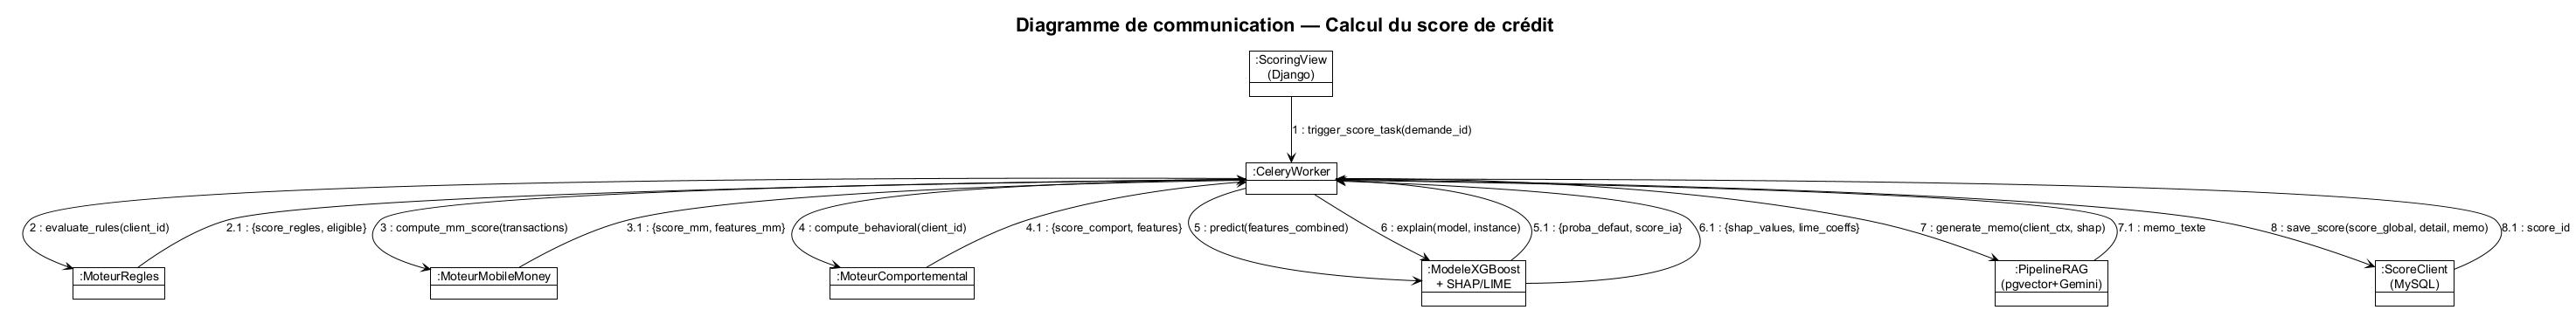 Diagramme de communication — Calcul du score de crédit
:ScoringView
(Django)
1 : trigger_score_task(demande_id)
:CeleryWorker
2 : evaluate_rules(client_id)
2.1 : {score_regles, eligible}
3 : compute_mm_score(transactions)
3.1 : {score_mm, features_mm}
4 : compute_behavioral(client_id)
4.1 : {score_comport, features}
5 : predict(features_combined)
6 : explain(model, instance)
5.1 : {proba_defaut, score_ia}
6.1 : {shap_values, lime_coeffs}
7 : generate_memo(client_ctx, shap)
7.1 : memo_texte
8 : save_score(score_global, detail, memo)
8.1 : score_id
:MoteurRegles
:MoteurMobileMoney
:MoteurComportemental
:ModeleXGBoost
+ SHAP/LIME
:PipelineRAG
(pgvector+Gemini)
:ScoreClient
(MySQL)